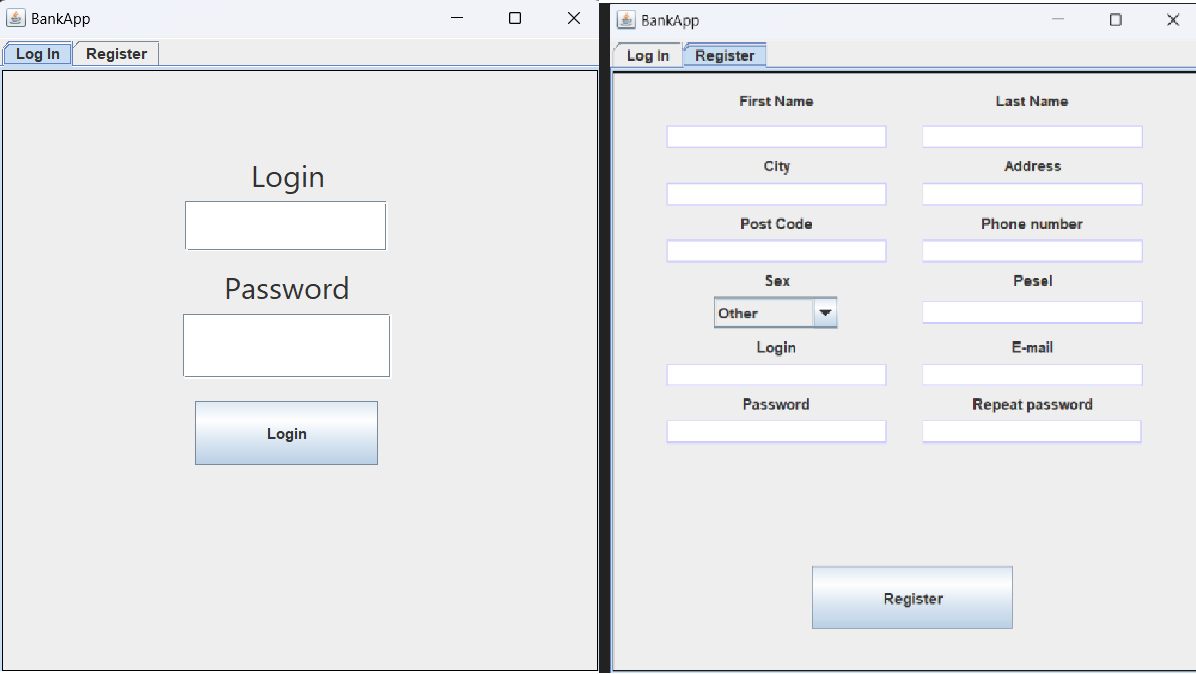 BankApp
Log In Register
Login
Password
Login
BankApp
Log In Register
First Name Last Name
City Address
Post Code Phone number
Sex Pesel
Other
Login E-mail
Password Repeat password
Register